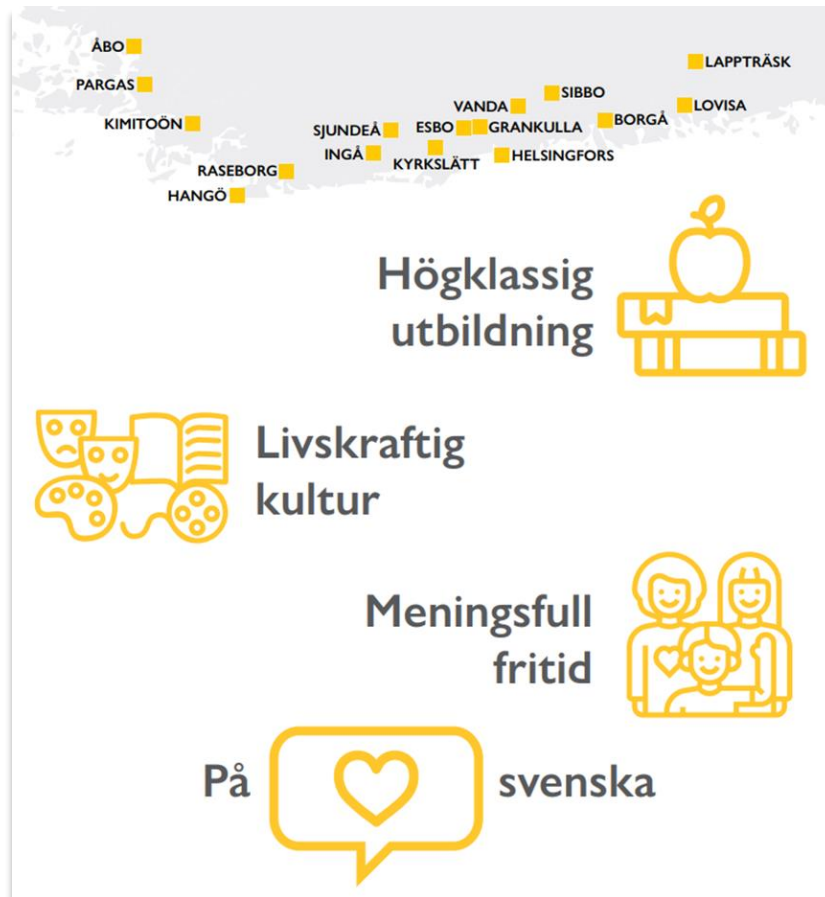 ÅBO
LAPPTRÄSK
PARGAS
SIBBO
VANDA
LOVISA
KIMITOÖN
SJUNDEÅ
ESBO
GRANKULLA
BORGÅ
INGÅ
KYRKSLÄTT
HELSINGFORS
RASEBORG
HANGÖ
Högklassig
utbildning
Livskraftig
kultur
Meningsfull
fritid
På svenska